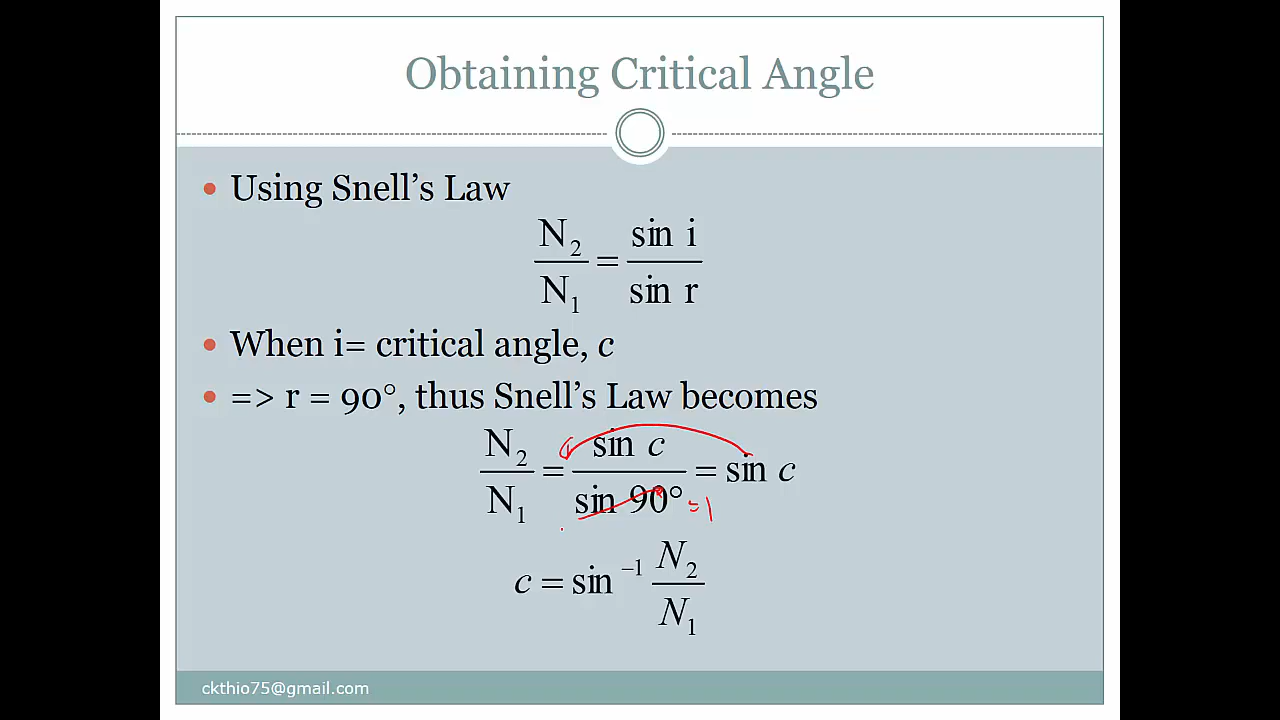 Obtaining Critical Angle
• Using Snell's Law
N₂/N₁ = sin i/sin r
• When i= critical angle, c
• => r = 90°, thus Snell's Law becomes
N₂/N₁ = sin c/sin 90° = sin c
=1
c = sin⁻¹ N₂/N₁
ckthio75@gmail.com